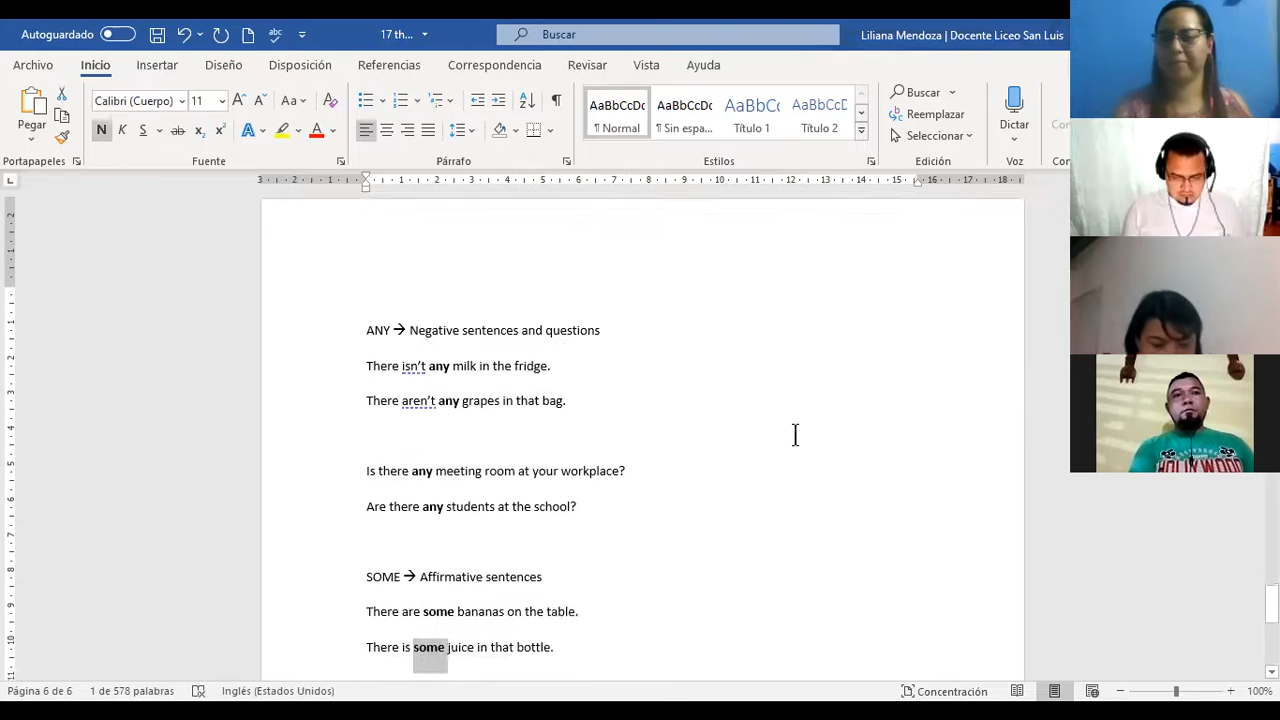 Autoguardado
17 th...
Buscar
Liliana Mendoza | Docente Liceo San Luis
Archivo Inicio Insertar Diseño Disposición Referencias Correspondencia Revisar Vista Ayuda
Pegar
Portapapeles
Calibri (Cuerpo) 11
Fuente
Párrafo
AaBbCcDc AaBbCcDc AaBbCc AaBbCcD
¶ Normal ¶ Sin espa... Título 1 Título 2
Estilos
Buscar
Reemplazar
Seleccionar
Edición
Dictar
Voz
ANY → Negative sentences and questions
There isn't any milk in the fridge.
There aren't any grapes in that bag.
Is there any meeting room at your workplace?
Are there any students at the school?
SOME → Affirmative sentences
There are some bananas on the table.
There is some juice in that bottle.
HOLLYWOOD
Página 6 de 6 1 de 578 palabras Inglés (Estados Unidos) Concentración 100%